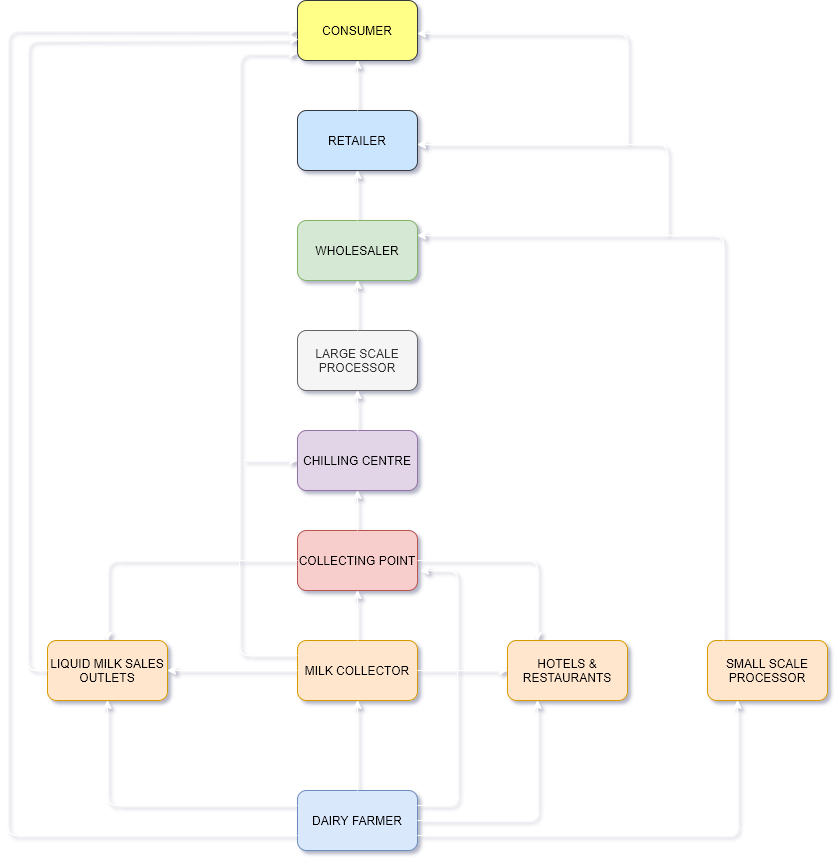 CONSUMER
RETAILER
WHOLESALER
LARGE SCALE
PROCESSOR
CHILLING CENTRE
COLLECTING POINT
LIQUID MILK SALES
OUTLETS
MILK COLLECTOR
HOTELS &
RESTAURANTS
SMALL SCALE
PROCESSOR
DAIRY FARMER